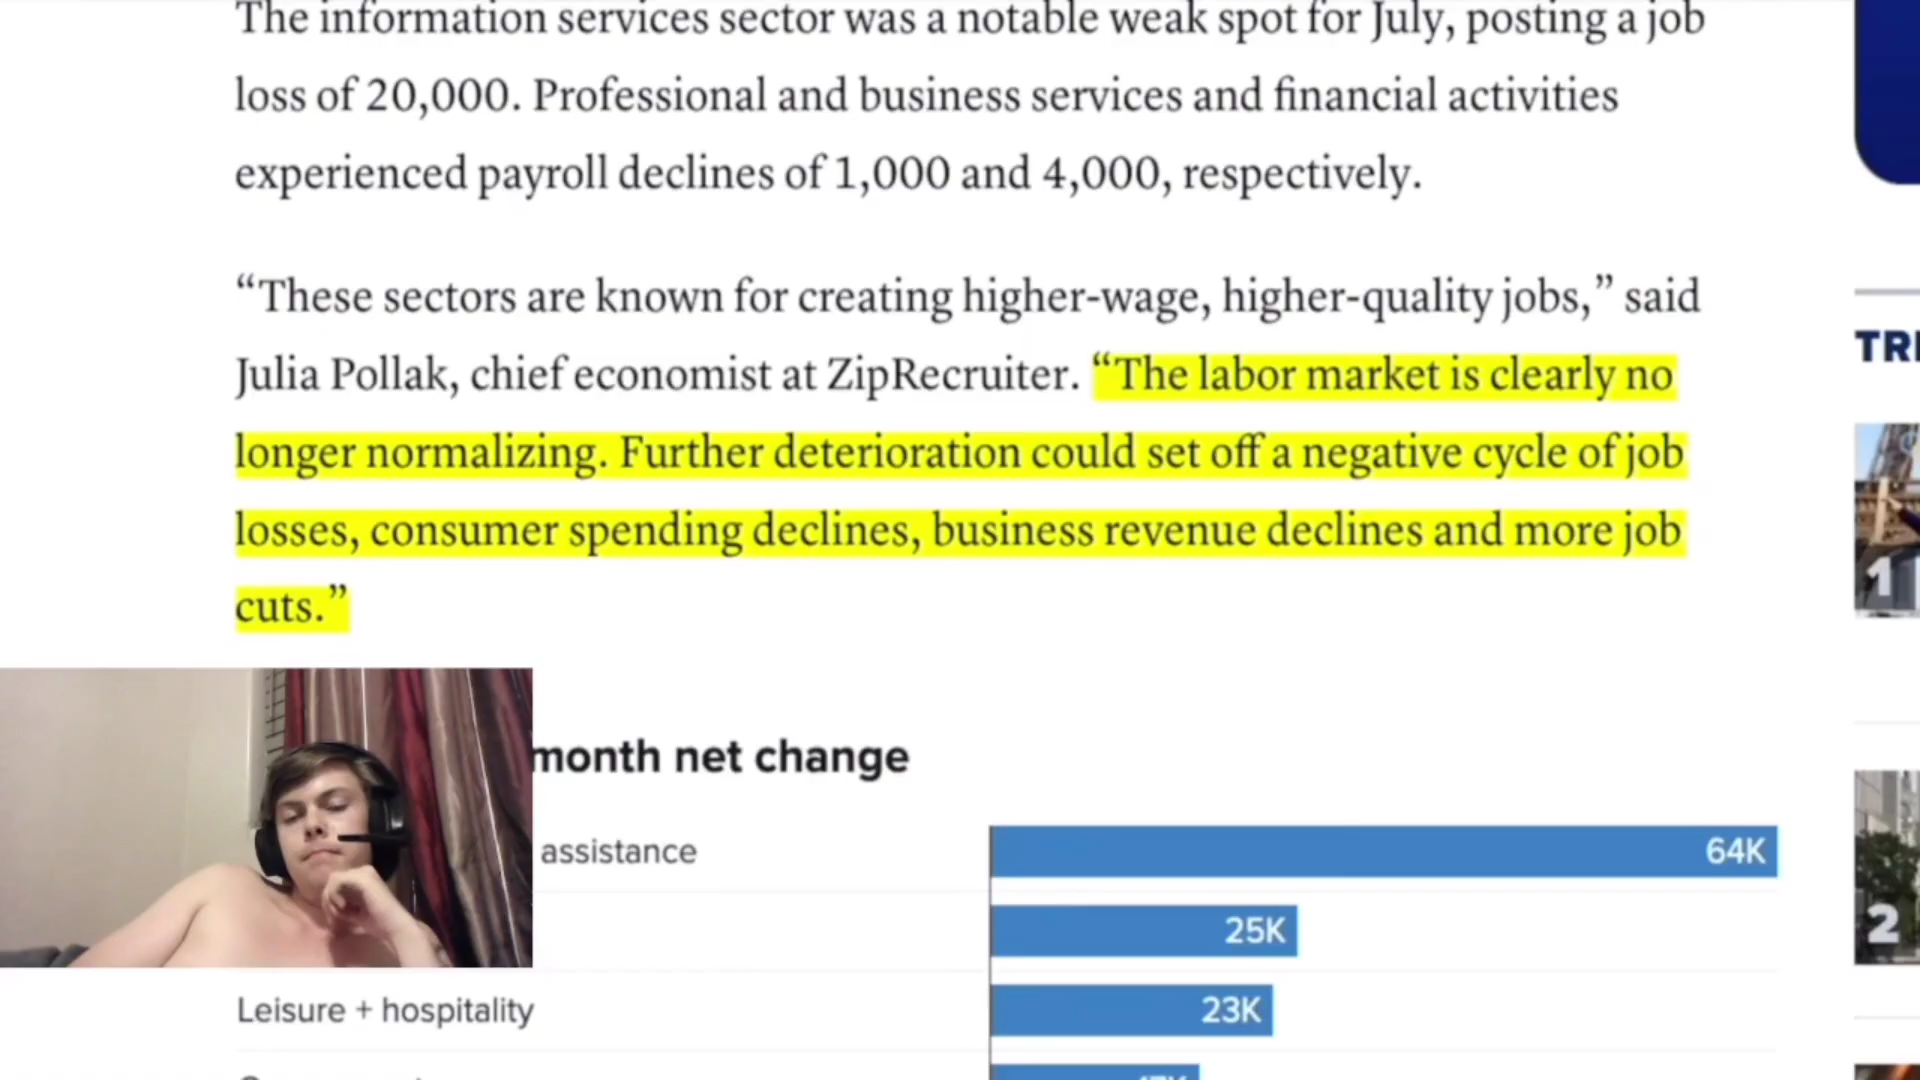 The information services sector was a notable weak spot for July, posting a job
loss of 20,000. Professional and business services and financial activities
experienced payroll declines of 1,000 and 4,000, respectively.
“These sectors are known for creating higher-wage, higher-quality jobs,” said
Julia Pollak, chief economist at ZipRecruiter. “The labor market is clearly no
longer normalizing. Further deterioration could set off a negative cycle of job
losses, consumer spending declines, business revenue declines and more job
cuts.”
TRE
1
month net change
assistance 64K
25K
2
Leisure + hospitality 23K